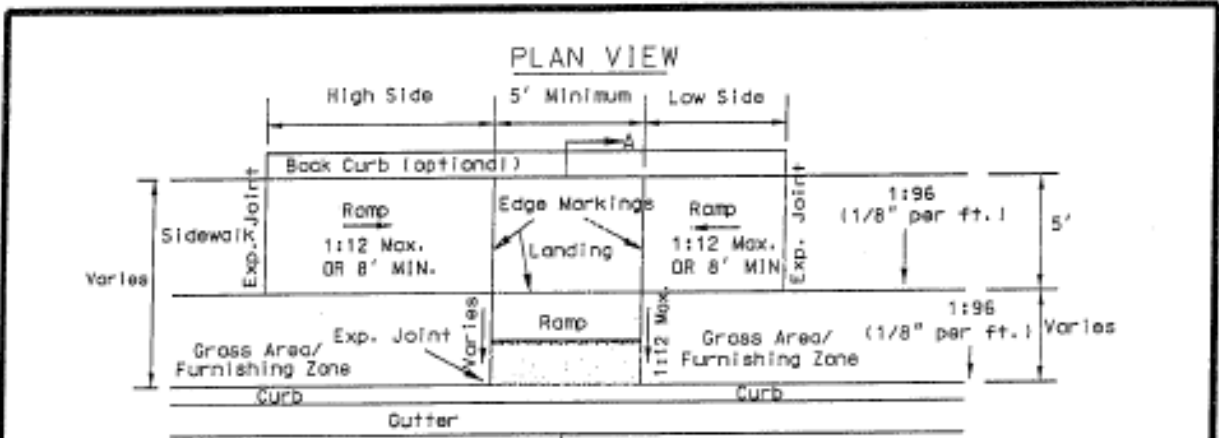 PLAN VIEW
High Side
5' Minimum
Low Side
A
Back Curb (optional)
Exp. Joint
Sidewalk
Ramp
1:12 Max.
OR 8' MIN.
Edge Markings
Landing
Ramp
1:12 Max.
OR 8' MIN
Exp. Joint
1:96
(1/8" per ft.)
5'
Varies
Varies
Ramp
1:12 Max.
1:96
(1/8" per ft.)
Varies
Exp. Joint
Grass Area/
Furnishing Zone
Grass Area/
Furnishing Zone
Curb
Curb
Gutter